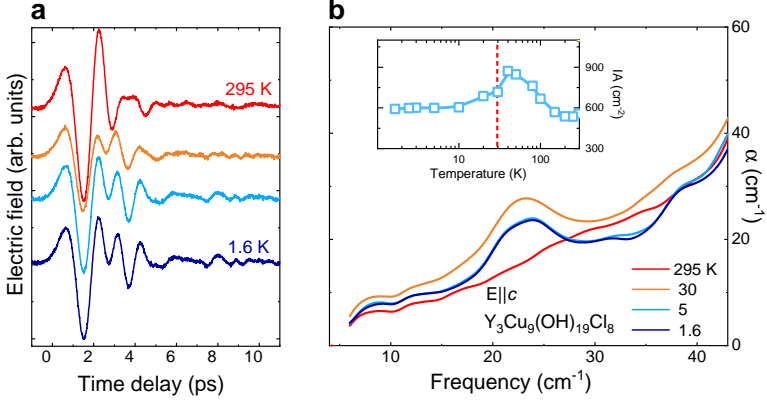 a
295 K
1.6 K
Electric field (arb. units)
0 2 4 6 8 10
Time delay (ps)
b
900
600
300
IA (cm-2)
10 100
Temperature (K)
60
40
20
0
α (cm-1)
E||c
Y3Cu9(OH)19Cl8
295 K
30
5
1.6
10 20 30 40
Frequency (cm-1)